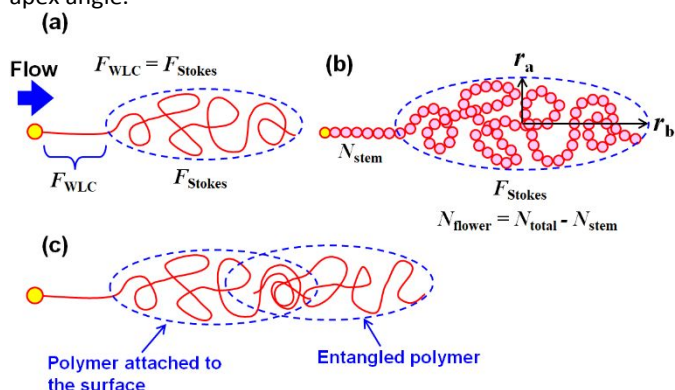 apex angle.
(a)
Flow
F_WLC = F_Stokes
F_WLC
F_Stokes
(b)
r_a
r_b
N_stem
F_Stokes
N_flower = N_total - N_stem
(c)
Polymer attached to
the surface
Entangled polymer